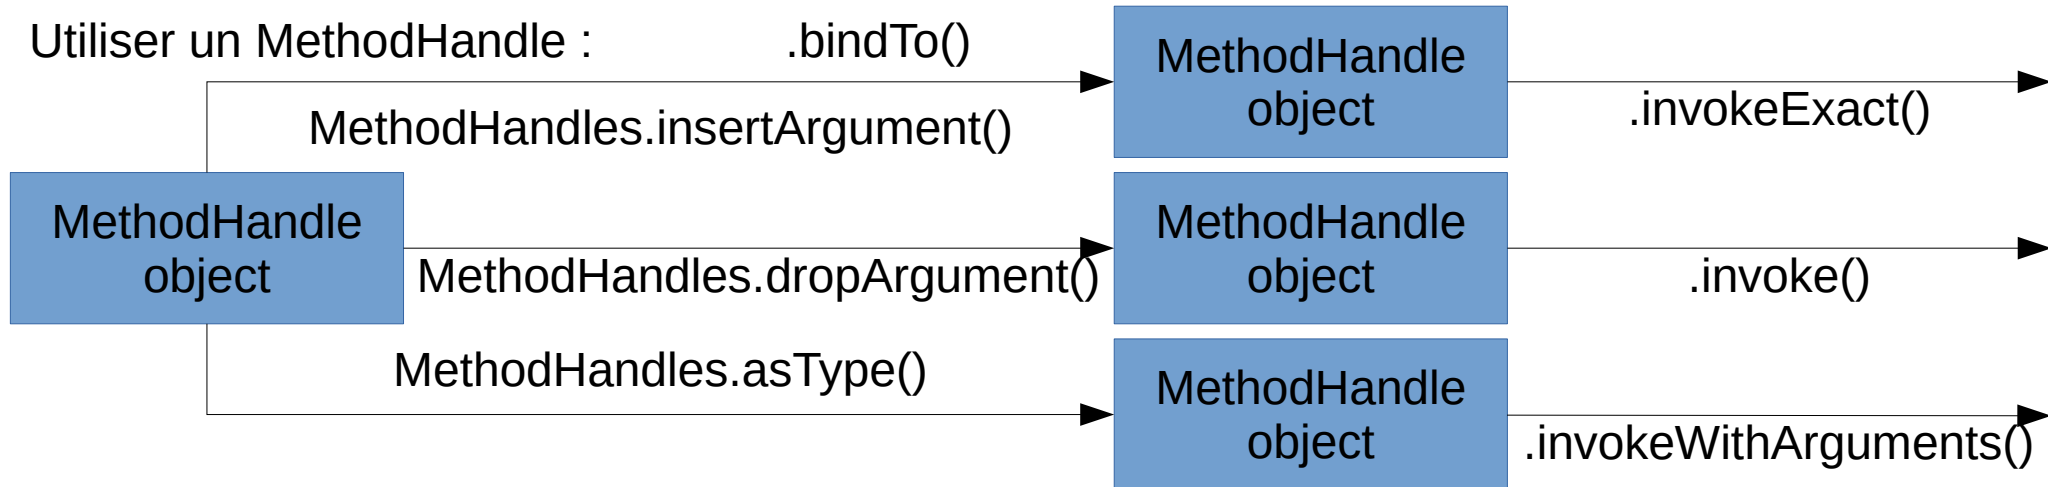 Utiliser un MethodHandle :
.bindTo()
MethodHandles.insertArgument()
MethodHandle
object
.invokeExact()
MethodHandle
object
MethodHandles.dropArgument()
MethodHandle
object
.invoke()
MethodHandles.asType()
MethodHandle
object
.invokeWithArguments()